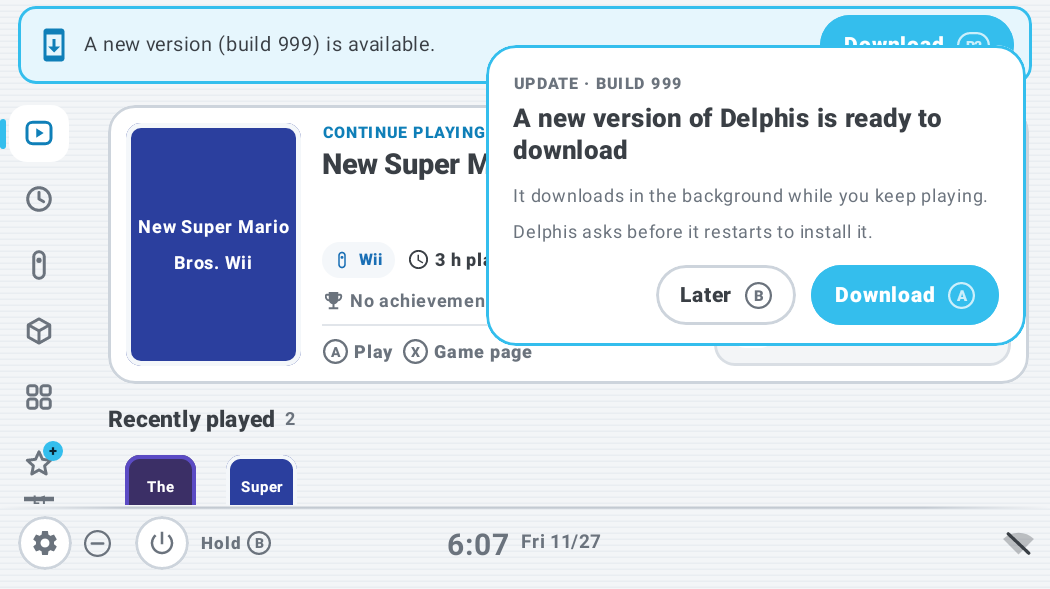 A new version (build 999) is available.
Download
UPDATE · BUILD 999
A new version of Delphis is ready to
download
It downloads in the background while you keep playing.
Delphis asks before it restarts to install it.
Later B
Download A
CONTINUE PLAYING
New Super M
New Super Mario
Bros. Wii
Wii
3 h pla
No achievemen
A Play X Game page
Recently played 2
The
Super
Hold B
6:07 Fri 11/27